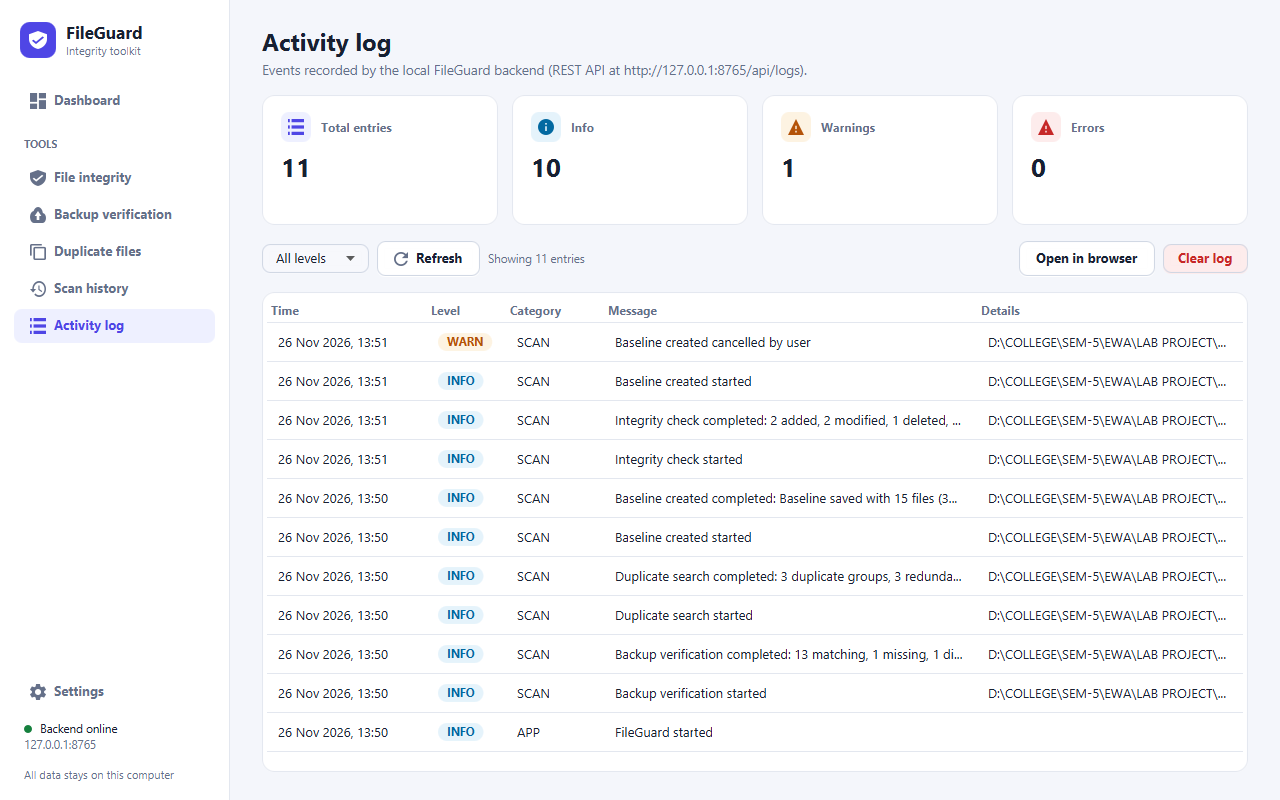 FileGuard
Integrity toolkit
Dashboard
TOOLS
File integrity
Backup verification
Duplicate files
Scan history
Activity log
Settings
Backend online
127.0.0.1:8765
All data stays on this computer
Activity log
Events recorded by the local FileGuard backend (REST API at http://127.0.0.1:8765/api/logs).
Total entries
11
Info
10
Warnings
1
Errors
0
All levels Refresh Showing 11 entries Open in browser Clear log
Time Level Category Message Details
26 Nov 2026, 13:51 WARN SCAN Baseline created cancelled by user D:\COLLEGE\SEM-5\EWA\LAB PROJECT\...
26 Nov 2026, 13:51 INFO SCAN Baseline created started D:\COLLEGE\SEM-5\EWA\LAB PROJECT\...
26 Nov 2026, 13:51 INFO SCAN Integrity check completed: 2 added, 2 modified, 1 deleted, ... D:\COLLEGE\SEM-5\EWA\LAB PROJECT\...
26 Nov 2026, 13:51 INFO SCAN Integrity check started D:\COLLEGE\SEM-5\EWA\LAB PROJECT\...
26 Nov 2026, 13:50 INFO SCAN Baseline created completed: Baseline saved with 15 files (3... D:\COLLEGE\SEM-5\EWA\LAB PROJECT\...
26 Nov 2026, 13:50 INFO SCAN Baseline created started D:\COLLEGE\SEM-5\EWA\LAB PROJECT\...
26 Nov 2026, 13:50 INFO SCAN Duplicate search completed: 3 duplicate groups, 3 redunda... D:\COLLEGE\SEM-5\EWA\LAB PROJECT\...
26 Nov 2026, 13:50 INFO SCAN Duplicate search started D:\COLLEGE\SEM-5\EWA\LAB PROJECT\...
26 Nov 2026, 13:50 INFO SCAN Backup verification completed: 13 matching, 1 missing, 1 di... D:\COLLEGE\SEM-5\EWA\LAB PROJECT\...
26 Nov 2026, 13:50 INFO SCAN Backup verification started D:\COLLEGE\SEM-5\EWA\LAB PROJECT\...
26 Nov 2026, 13:50 INFO APP FileGuard started